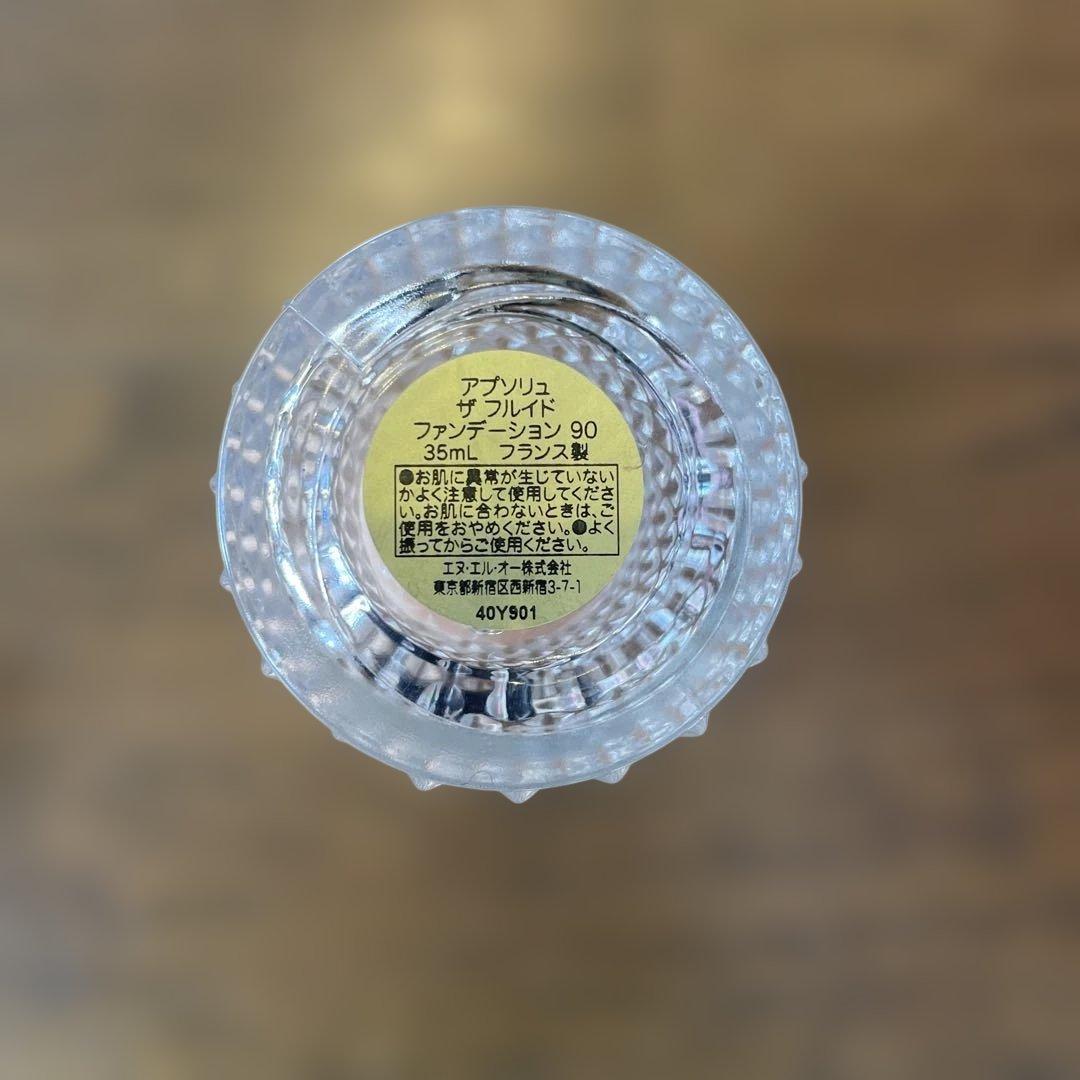 アプソリュ
ザ フルイド
ファンデーション 90
35mL フランス製
●お肌に異常が生じていない
かよく注意して使用してくださ
い。お肌に合わないときは、ご
使用をおやめください。●よく
振ってからご使用ください。
エヌ・エル・オー株式会社
東京都新宿区西新宿3-7-1
40Y901